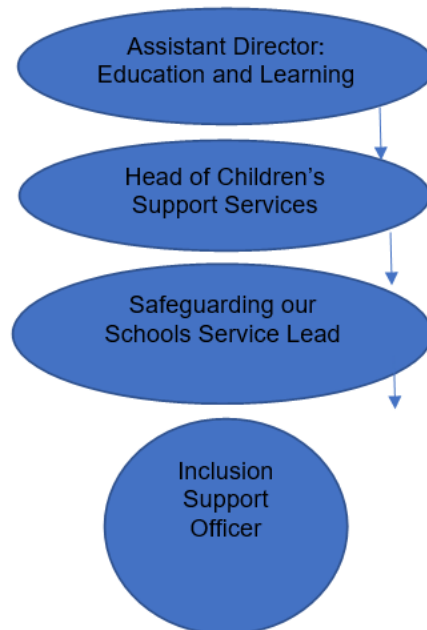 Assistant Director:
Education and Learning
Head of Children’s
Support Services
Safeguarding our
Schools Service Lead
Inclusion
Support
Officer